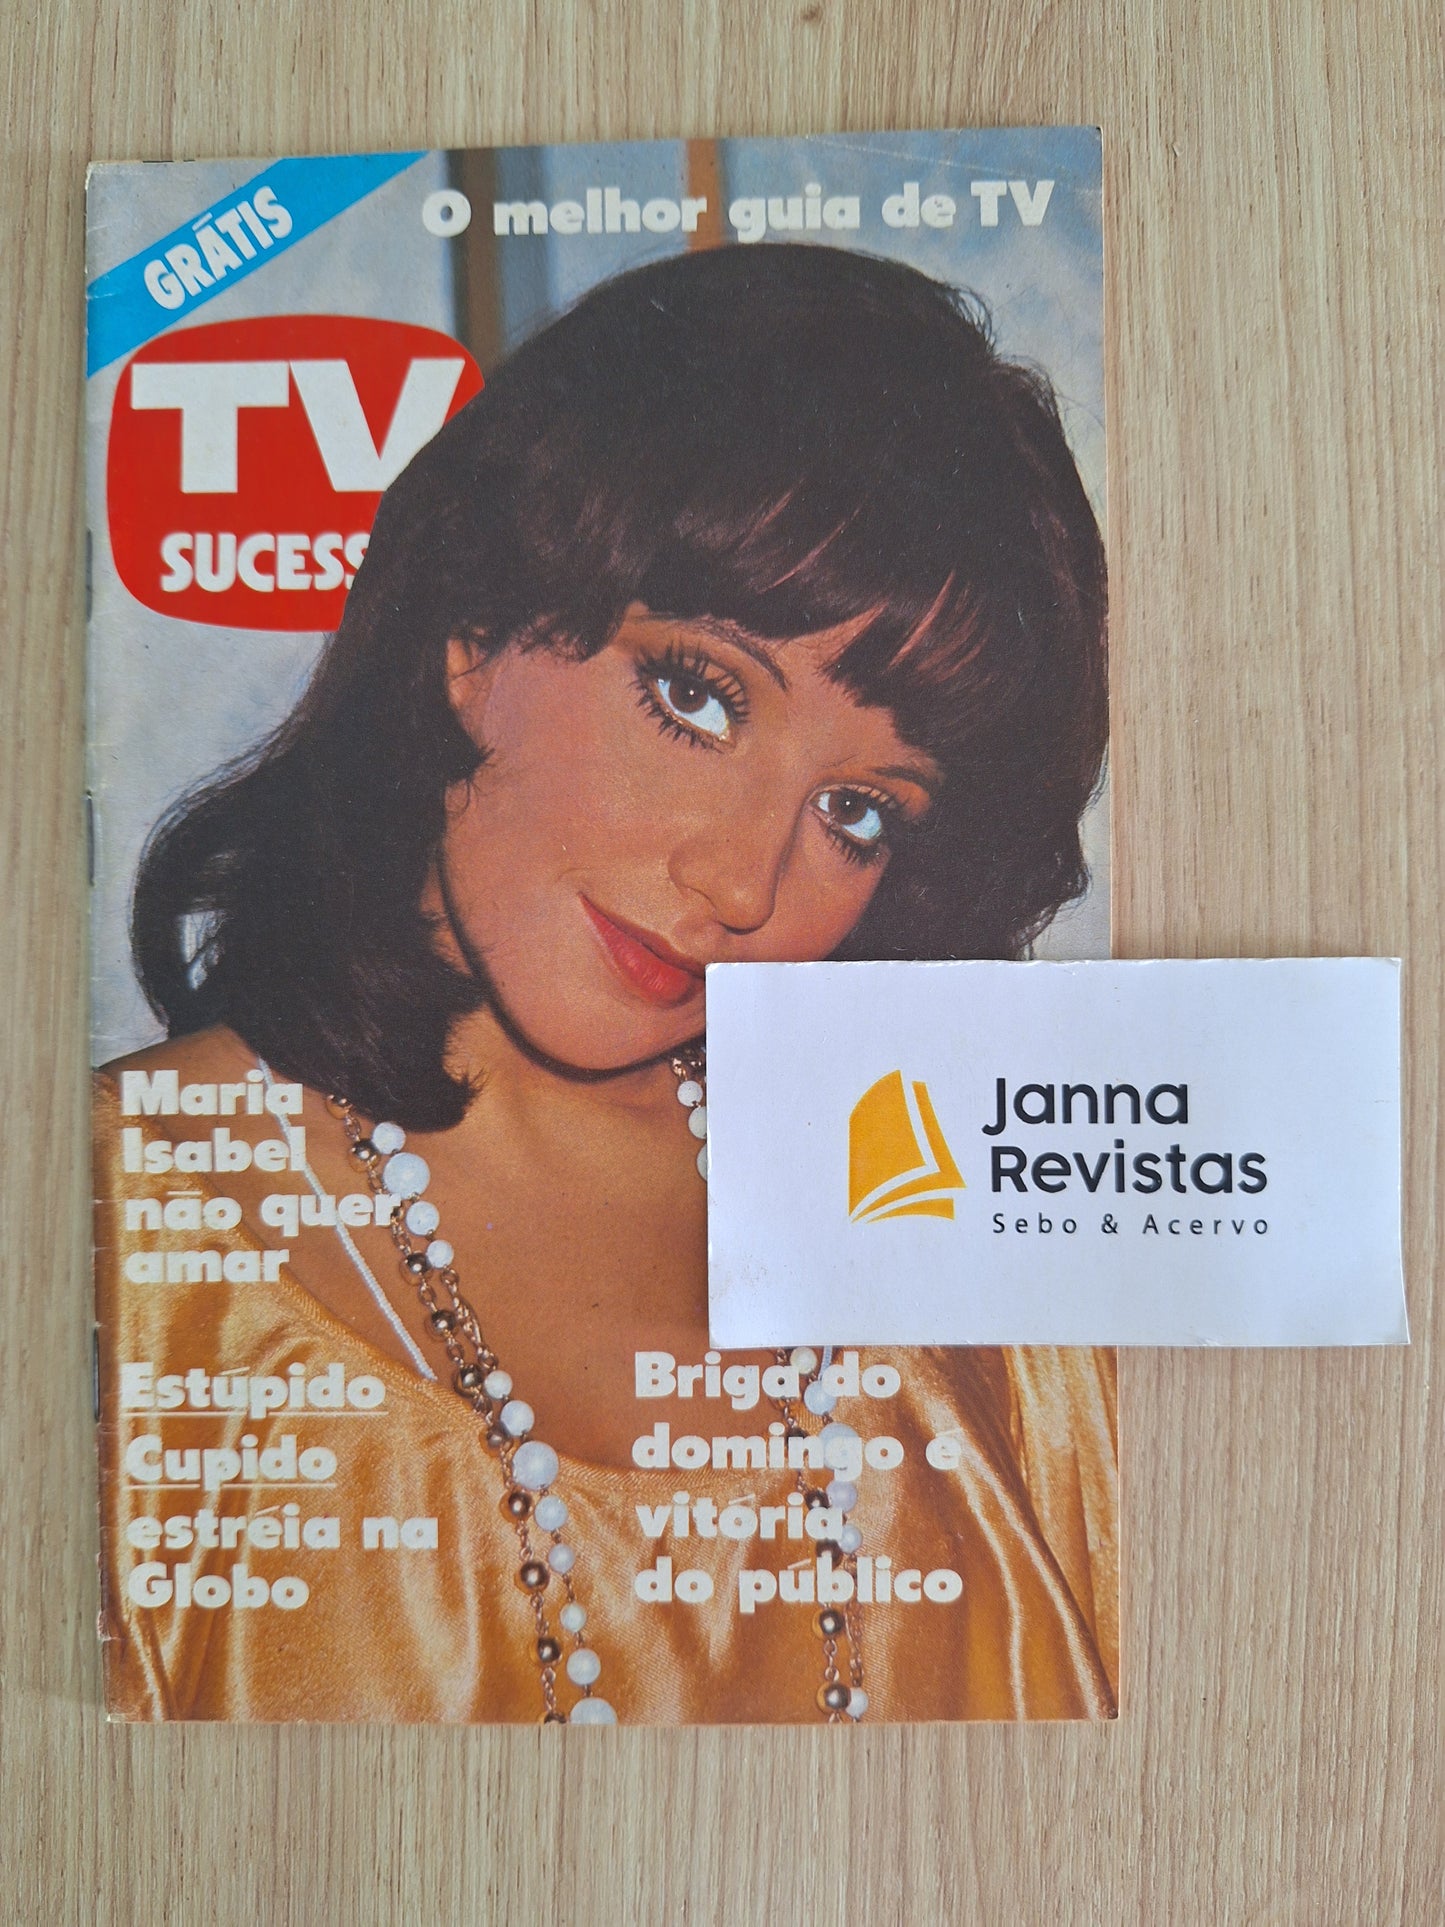 GRÁTIS
O melhor guia de TV
TV
SUCESS
Maria
Isabel
não quer
amar
Estúpido
Cupido
estréia na
Globo
Janna
Revistas
Sebo & Acervo
Briga do
domingo é
vitória
do público